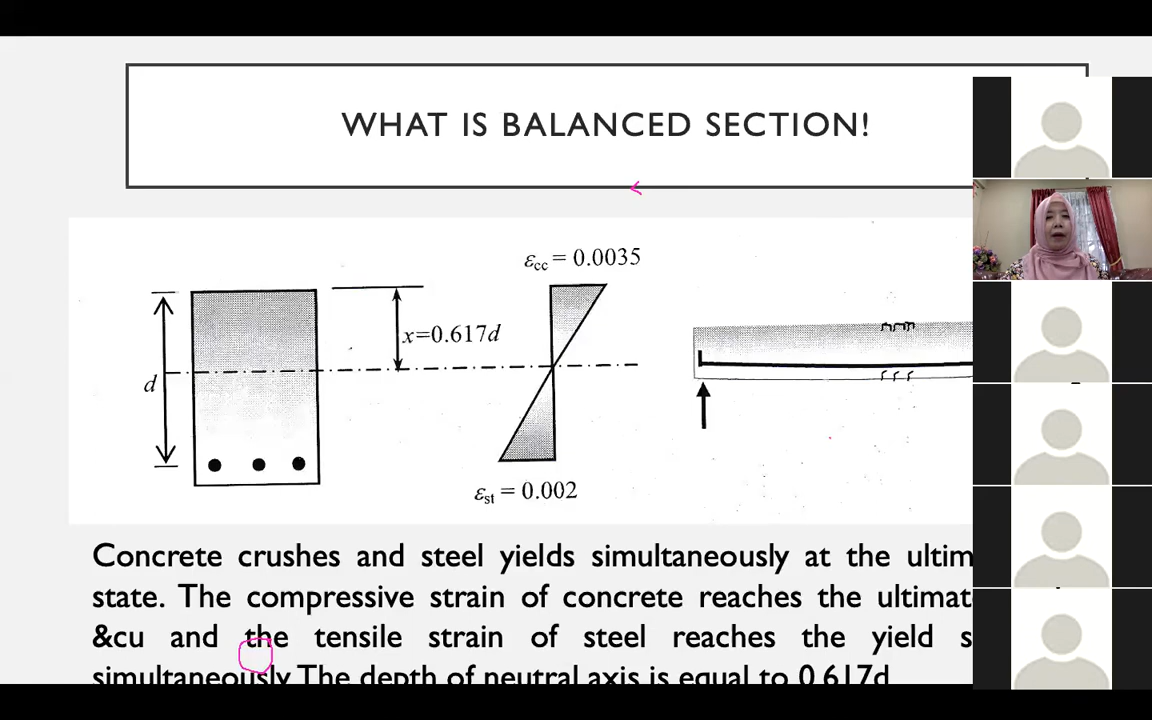 WHAT IS BALANCED SECTION!
εcc = 0.0035
x=0.617d
d
εst = 0.002
Concrete crushes and steel yields simultaneously at the
state. The compressive strain of concrete reaches the
&cu and the tensile strain of steel reaches the yield
simultaneously. The depth of neutral axis is equal to 0.617d